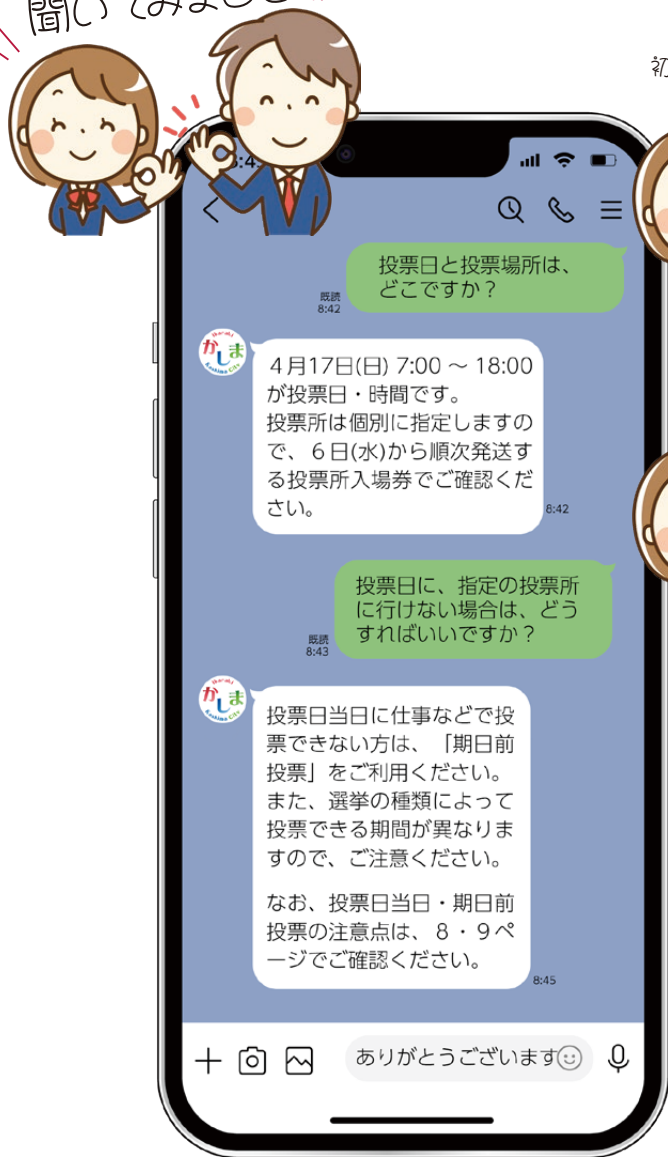 聞いてみましょ
初
投票日と投票場所は、
どこですか？
既読
8:42
かしま
４月17日(日) 7:00 ～ 18:00
が投票日・時間です。
投票所は個別に指定しますの
で、６日(水)から順次発送す
る投票所入場券でご確認くだ
さい。
8:42
投票日に、指定の投票所
に行けない場合は、どう
すればいいですか？
既読
8:43
かしま
投票日当日に仕事などで投
票できない方は、「期日前
投票」をご利用ください。
また、選挙の種類によって
投票できる期間が異なりま
すので、ご注意ください。
なお、投票日当日・期日前
投票の注意点は、８・９ペ
ージでご確認ください。
8:45
ありがとうございます